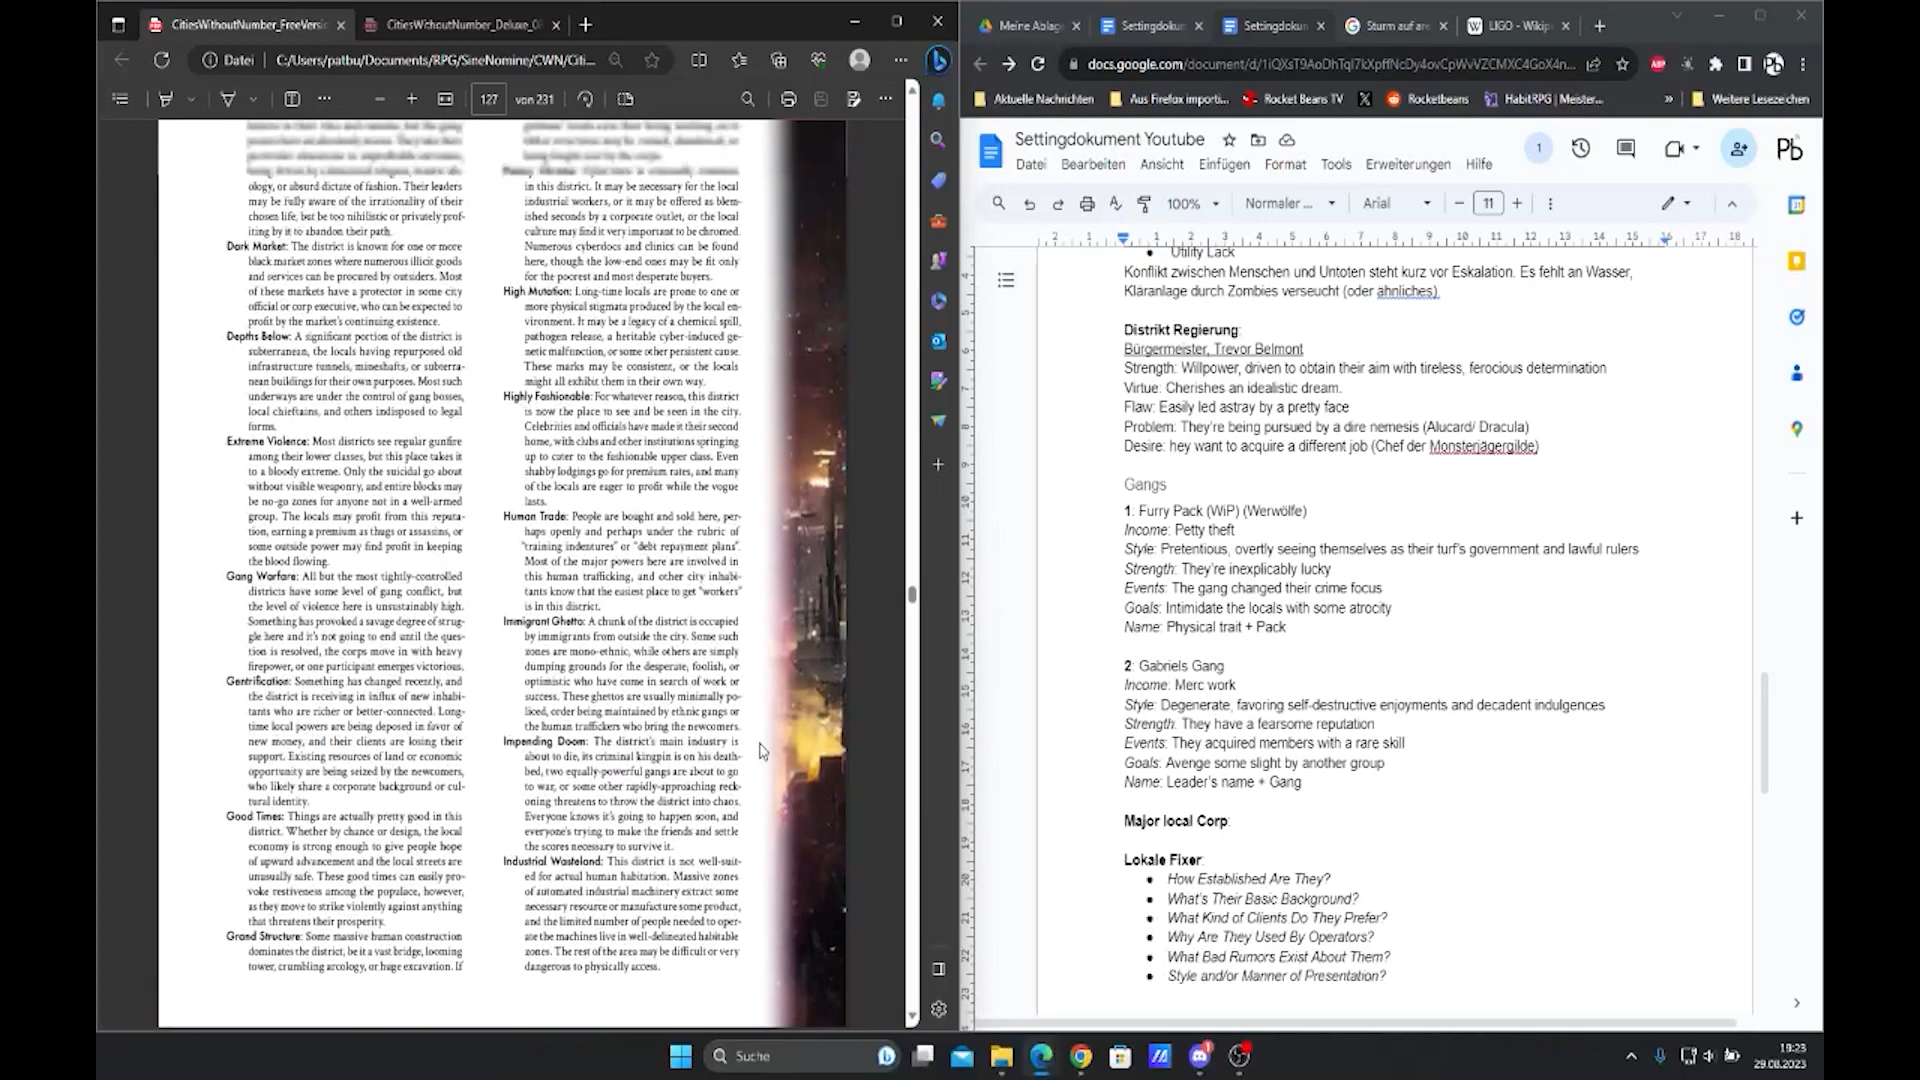 CitiesWithoutNumber_FreeVersi
CitiesWithoutNumber_Deluxe_0
Datei
C:/Users/patbu/Documents/RPG/SineNomine/CWN/Citi...
127
von 231
ology, or absurd dictate of fashion. Their leaders
may be fully aware of the irrationality of their
chosen life, but be too nihilistic or privately prof-
iting by it to abandon their path.
Dark Market: The district is known for one or more
black market zones where numerous illicit goods
and services can be procured by outsiders. Most
of these markets have a protector in some city
official or corp executive, who can be expected to
profit by the market's continuing existence.
Depths Below: A significant portion of the district is
subterranean, the locals having repurposed old
infrastructure tunnels, mineshafts, or subterra-
nean buildings for their own purposes. Most such
underways are under the control of gang bosses,
local chieftains, and others indisposed to legal
forms.
Extreme Violence: Most districts see regular gunfire
among their lower classes, but this place takes it
to a bloody extreme. Only the suicidal go about
without visible weaponry, and entire blocks may
be no-go zones for anyone not in a well-armed
group. The locals may profit from this reputa-
tion, earning a premium as thugs or assassins, or
some outside power may find profit in keeping
the blood flowing.
Gang Warfare: All but the most tightly-controlled
districts have some level of gang conflict, but
the level of violence here is unsustainably high.
Something has provoked a savage degree of strug-
gle here and it's not going to end until the ques-
tion is resolved, the corps move in with heavy
firepower, or one participant emerges victorious.
Gentrification: Something has changed recently, and
the district is receiving in influx of new inhabi-
tants who are richer or better-connected. Long-
time local powers are being deposed in favor of
new money, and their clients are losing their
support. Existing resources of land or economic
opportunity are being seized by the newcomers,
who likely share a corporate background or cul-
tural identity.
Good Times: Things are actually pretty good in this
district. Whether by chance or design, the local
economy is strong enough to give people hope
of upward advancement and the local streets are
unusually safe. These good times can easily pro-
voke restiveness among the populace, however,
as they move to strike violently against anything
that threatens their prosperity.
Grand Structure: Some massive human construction
dominates the district, be it a vast bridge, looming
tower, crumbling arcology, or huge excavation. If
in this district. It may be necessary for the local
industrial workers, or it may be offered as blem-
ished seconds by a corporate outlet, or the local
culture may find it very important to be chromed.
Numerous cyberdocs and clinics can be found
here, though the low-end ones may be fit only
for the poorest and most desperate buyers.
High Mutation: Long-time locals are prone to one or
more physical stigmata produced by the local en-
vironment. It may be a legacy of a chemical spill,
pathogen release, a heritable cyber-induced ge-
netic malfunction, or some other persistent cause.
These marks may be consistent, or the locals
might all exhibit them in their own way.
Highly Fashionable: For whatever reason, this district
is now the place to see and be seen in the city.
Celebrities and officials have made it their second
home, with clubs and other institutions springing
up to cater to the fashionable upper class. Even
shabby lodgings go for premium rates, and many
of the locals are eager to profit while the vogue
lasts.
Human Trade: People are bought and sold here, per-
haps openly and perhaps under the rubric of
"training indentures" or "debt repayment plans".
Most of the major powers here are involved in
this human trafficking, and other city inhabi-
tants know that the easiest place to get "workers"
is in this district.
Immigrant Ghetto: A chunk of the district is occupied
by immigrants from outside the city. Some such
zones are mono-ethnic, while others are simply
dumping grounds for the desperate, foolish, or
optimistic who have come in search of work or
success. These ghettos are usually minimally po-
liced, order being maintained by ethnic gangs or
the human traffickers who bring the newcomers.
Impending Doom: The district's main industry is
about to die, its criminal kingpin is on his death-
bed, two equally-powerful gangs are about to go
to war, or some other rapidly-approaching reck-
oning threatens to throw the district into chaos.
Everyone knows it's going to happen soon, and
everyone's trying to make the friends and settle
the scores necessary to survive it.
Industrial Wasteland: This district is not well-suit-
ed for actual human habitation. Massive zones
of automated industrial machinery extract some
necessary resource or manufacture some product,
and the limited number of people needed to oper-
ate the machines live in well-delineated habitable
zones. The rest of the area may be difficult or very
dangerous to physically access.
Meine Ablag
Settingdokun
Settingdokun
Sturm auf are
LIGO - Wikip
docs.google.com/document/d/1iQXsT9AoDhTqI7kXpffNcDy4ovCpWvVZCMXC4GoX4n...
Aktuelle Nachrichten
Aus Firefox importi...
Rocket Beans TV
Rocketbeans
HabitRPG | Meister...
»
Weitere Lesezeichen
Settingdokument Youtube
Datei Bearbeiten Ansicht Einfügen Format Tools Erweiterungen Hilfe
1
100%
Normaler ...
Arial
11
2 1 1 2 3 4 5 6 7 8 9 10 11 12 13 14 15 16 17 18
Utility Lack
Konflikt zwischen Menschen und Untoten steht kurz vor Eskalation. Es fehlt an Wasser,
Kläranlage durch Zombies verseucht (oder ähnliches).
Distrikt Regierung:
Bürgermeister, Trevor Belmont
Strength: Willpower, driven to obtain their aim with tireless, ferocious determination
Virtue: Cherishes an idealistic dream.
Flaw: Easily led astray by a pretty face
Problem: They're being pursued by a dire nemesis (Alucard/ Dracula)
Desire: hey want to acquire a different job (Chef der Monsterjägergilde)
Gangs
1: Furry Pack (WiP) (Werwölfe)
Income: Petty theft
Style: Pretentious, overtly seeing themselves as their turf's government and lawful rulers
Strength: They're inexplicably lucky
Events: The gang changed their crime focus
Goals: Intimidate the locals with some atrocity
Name: Physical trait + Pack
2: Gabriels Gang
Income: Merc work
Style: Degenerate, favoring self-destructive enjoyments and decadent indulgences
Strength: They have a fearsome reputation
Events: They acquired members with a rare skill
Goals: Avenge some slight by another group
Name: Leader's name + Gang
Major local Corp:
Lokale Fixer:
How Established Are They?
What's Their Basic Background?
What Kind of Clients Do They Prefer?
Why Are They Used By Operators?
What Bad Rumors Exist About Them?
Style and/or Manner of Presentation?
Suche
19:23
29.08.2023